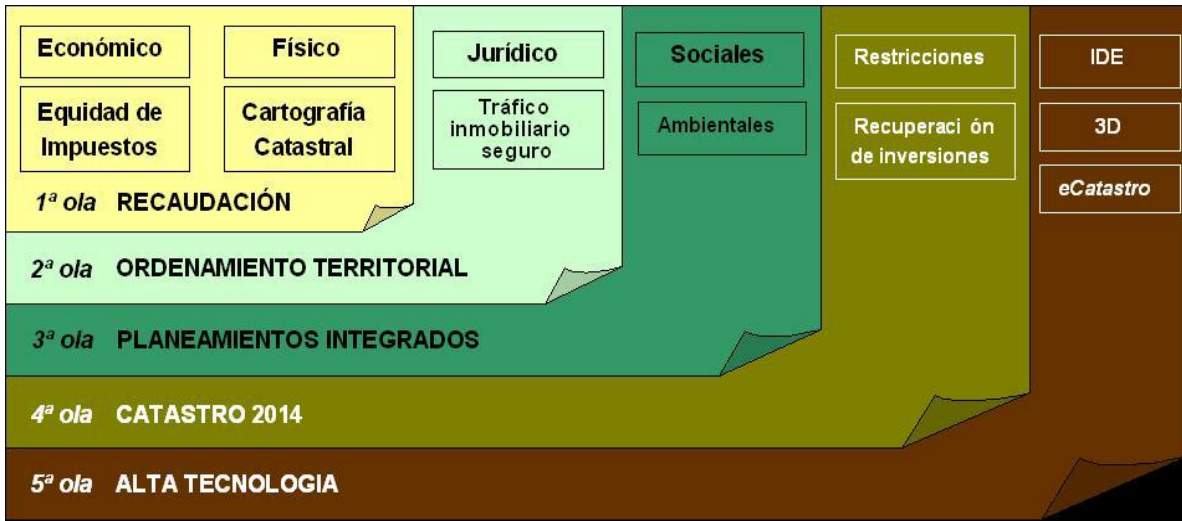 Económico
Físico
Jurídico
Sociales
Restricciones
IDE
Equidad de
Impuestos
Cartografía
Catastral
Tráfico
inmobiliario
seguro
Ambientales
Recuperaci ón
de inversiones
3D
eCatastro
1ª ola RECAUDACIÓN
2ª ola ORDENAMIENTO TERRITORIAL
3ª ola PLANEAMIENTOS INTEGRADOS
4ª ola CATASTRO 2014
5ª ola ALTA TECNOLOGIA